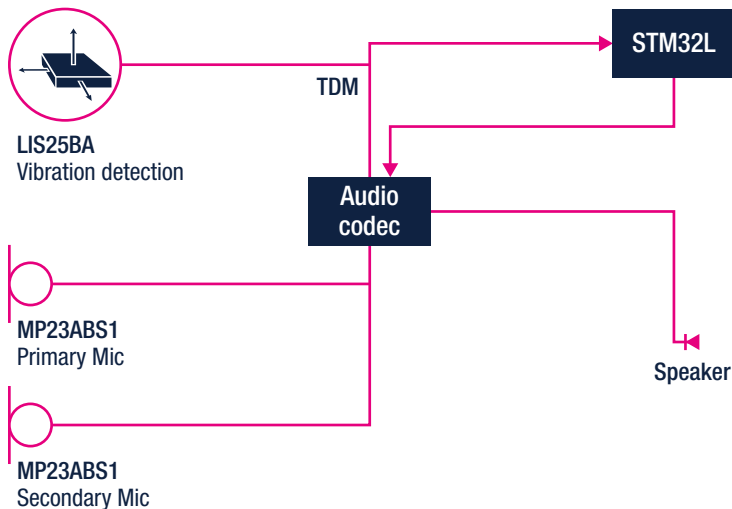 STM32L
TDM
LIS25BA
Vibration detection
Audio
codec
MP23ABS1
Primary Mic
Speaker
MP23ABS1
Secondary Mic